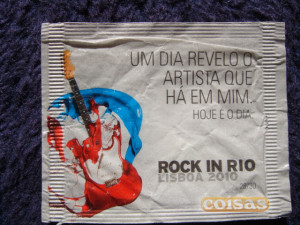 UM DIA REVELO O
ARTISTA QUE
HÁ EM MIM.
HOJE É O DIA.
ROCK IN RIO
LISBOA 2010
coisas